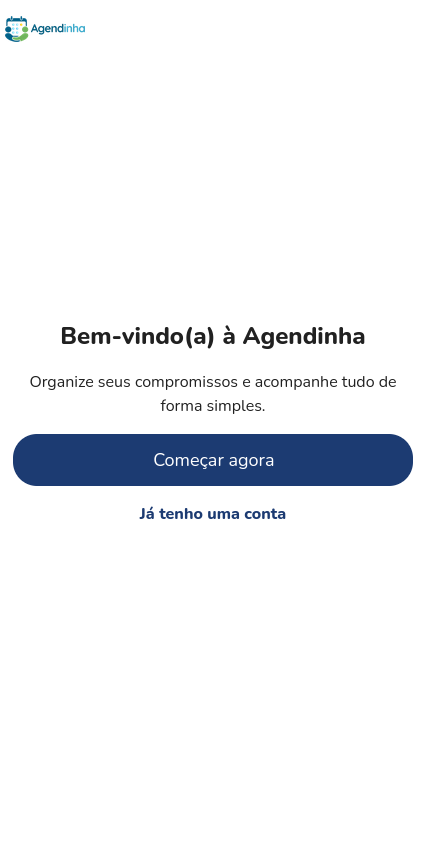 Agendinha
Bem-vindo(a) à Agendinha
Organize seus compromissos e acompanhe tudo de
forma simples.
Começar agora
Já tenho uma conta